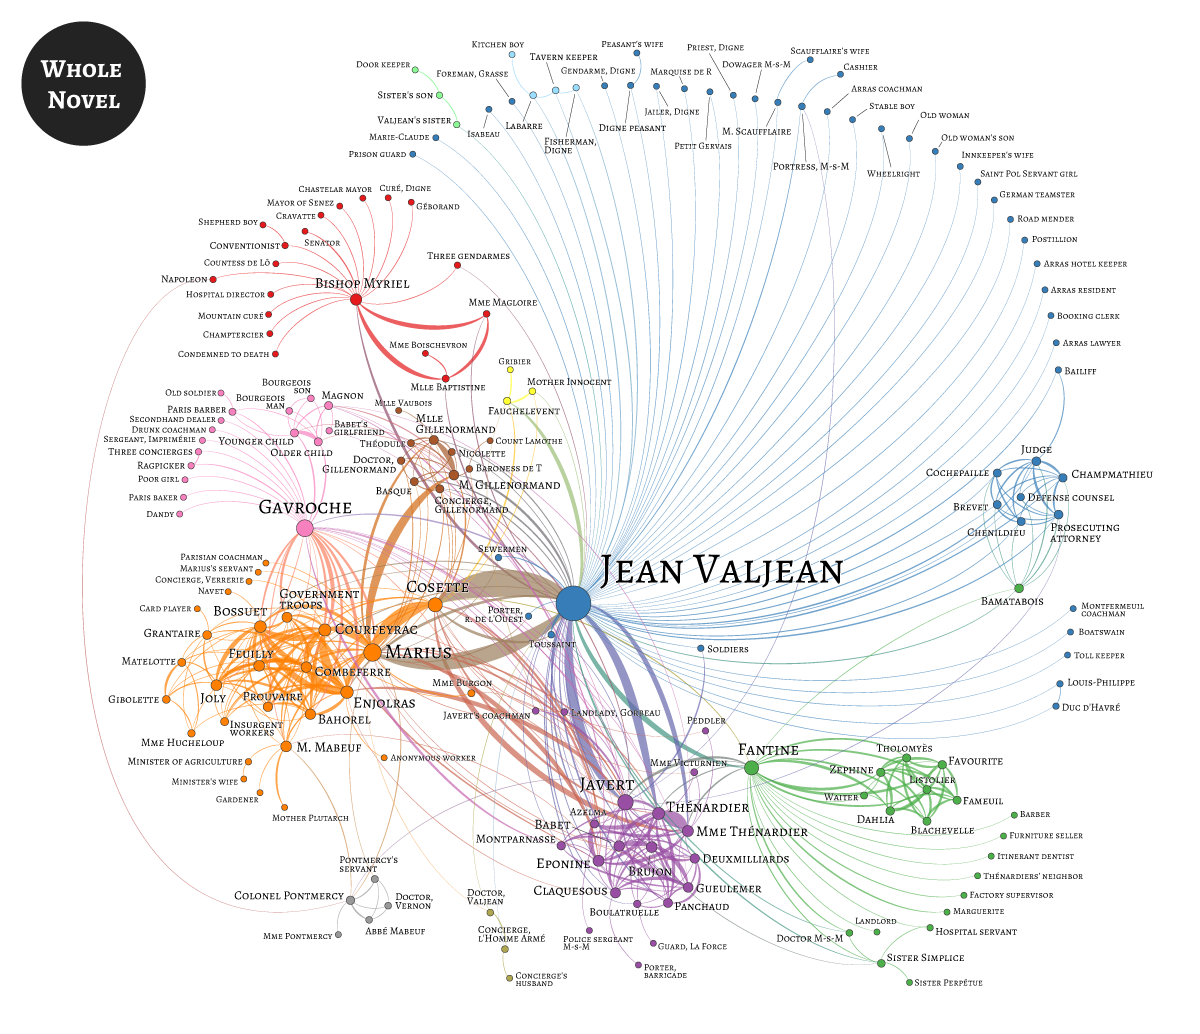 Whole
Novel
Kitchen boy
Peasant's wife
Priest, Digne
Scaufflaire's wife
Door keeper
Tavern keeper
Dowager M-s-M
Cashier
Foreman, Grasse
Gendarme, Digne
Marquise de R
Arras coachman
Sister's son
Stable boy
Valjean's sister
Isabeau
Labarre
Jailer, Digne
Old woman
Marie-Claude
Fisherman,
Digne
Digne peasant
Petit Gervais
M. Scaufflaire
Old woman's son
Prison guard
Portress, M-s-M
Wheelright
Innkeeper's wife
Saint Pol Servant girl
German teamster
Road mender
Postillion
Arras hotel keeper
Arras resident
Booking clerk
Arras lawyer
Bailiff
Chastelar mayor
Curé, Digne
Mayor of Senez
Géborand
Cravatte
Shepherd boy
Senator
Conventionist
Countess de Lô
Three gendarmes
Napoleon
Bishop Myriel
Hospital director
Mme Magloire
Mountain curé
Champtercier
Mme Boischevron
Condemned to death
Mlle Baptistine
Gribier
Mother Innocent
Fauchelevent
Bourgeois
son
Old soldier
Bourgeois
man
Magnon
Mlle Vaubois
Paris barber
Mlle
Gillenormand
Secondhand dealer
Babet's
girlfriend
Drunk coachman
Sergeant, Imprimérie
Younger child
Older child
Théodule
Count Lamothe
Three concierges
Nicolette
Ragpicker
Doctor,
Gillenormand
Baroness de T
Poor girl
Basque
M. Gillenormand
Paris baker
Concierge,
Gillenormand
Dandy
Gavroche
Judge
Cochepaille
Champmathieu
Defense counsel
Brevet
Chenildieu
Prosecuting
attorney
Bamatabois
Sewermen
Jean Valjean
Parisian coachman
Marius's servant
Concierge, Verrerie
Navet
Cosette
Card player
Government
troops
Bossuet
Porter,
r. de l'Ouest
Grantaire
Courfeyrac
Toussaint
Montfermeuil
coachman
Boatswain
Toll keeper
Louis-Philippe
Duc d'Havré
Matelotte
Feuilly
Marius
Soldiers
Combeferre
Mme Burgon
Gibolette
Joly
Prouvaire
Enjolras
Bahorel
Insurgent
workers
Javert's coachman
Landlady, Gorbeau
Peddler
Mme Hucheloup
M. Mabeuf
Minister of agriculture
Anonymous worker
Minister's wife
Gardener
Mother Plutarch
Fantine
Tholomyès
Mme Victurnien
Zephine
Favourite
Listolier
Javert
Waiter
Fameuil
Azelma
Thénardier
Dahlia
Blachevelle
Barber
Babet
Mme Thénardier
Furniture seller
Montparnasse
Itinerant dentist
Eponine
Brujon
Deuxmilliards
Thénardiers' neighbor
Claquesous
Gueulemer
Factory supervisor
Boulatruelle
Panchaud
Marguerite
Pontmercy's
servant
Colonel Pontmercy
Doctor,
Vernon
Doctor,
Valjean
Landlord
Mme Pontmercy
Abbé Mabeuf
Concierge,
l'Homme Armé
Police sergeant
M-s-M
Guard, La Force
Doctor M-s-M
Hospital servant
Sister Simplice
Concierge's
husband
Porter,
barricade
Sister Perpétue